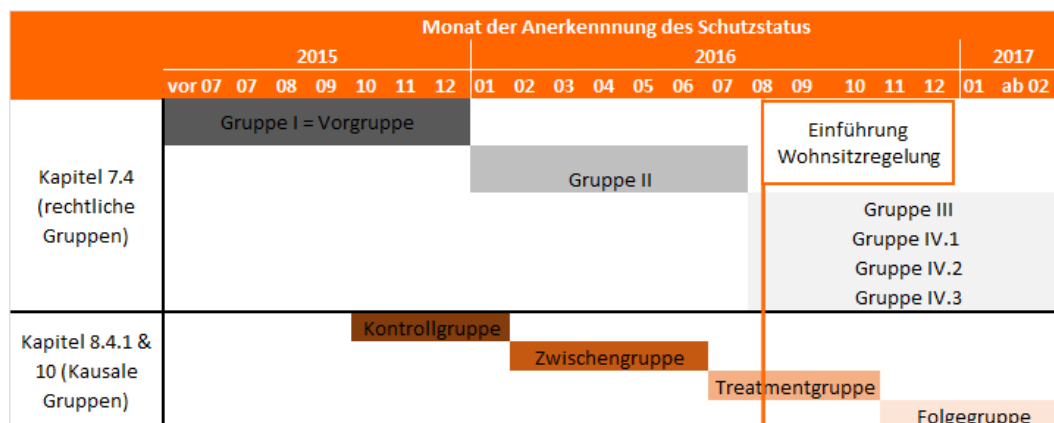 Monat der Anerkennnung des Schutzstatus
2015 2016 2017
vor 07 07 08 09 10 11 12 01 02 03 04 05 06 07 08 09 10 11 12 01 ab 02
Gruppe I = Vorgruppe
Einführung
Wohnsitzregelung
Gruppe II
Kapitel 7.4
(rechtliche
Gruppen)
Gruppe III
Gruppe IV.1
Gruppe IV.2
Gruppe IV.3
Kapitel 8.4.1 &
10 (Kausale
Gruppen)
Kontrollgruppe
Zwischengruppe
Treatmentgruppe
Folgegruppe